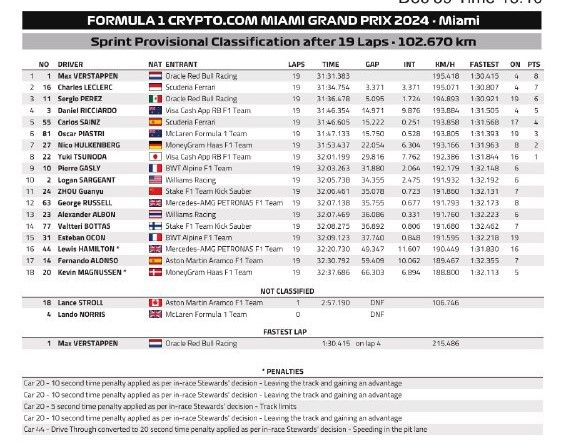 FORMULA 1 CRYPTO.COM MIAMI GRAND PRIX 2024 - Miami
Sprint Provisional Classification after 19 Laps - 102.670 km
NO DRIVER NAT ENTRANT LAPS TIME GAP INT KM/H FASTEST ON PTS
1 1 Max VERSTAPPEN Oracle Red Bull Racing 19 31:31.383 195.418 1:30.415 4 8
2 16 Charles LECLERC Scuderia Ferrari 19 31:34.754 3.371 3.371 195.071 1:30.807 4 7
3 11 Sergio PEREZ Oracle Red Bull Racing 19 31:36.478 5.095 1.724 194.893 1:30.921 19 6
4 3 Daniel RICCIARDO Visa Cash App RB F1 Team 19 31:46.354 14.971 9.876 193.884 1:31.505 4 5
5 55 Carlos SAINZ Scuderia Ferrari 19 31:46.605 15.222 0.251 193.858 1:31.568 17 4
6 81 Oscar PIASTRI McLaren Formula 1 Team 19 31:47.133 15.750 0.528 193.805 1:31.393 19 3
7 27 Nico HULKENBERG MoneyGram Haas F1 Team 19 31:53.437 22.054 6.304 193.166 1:31.963 8 2
8 22 Yuki TSUNODA Visa Cash App RB F1 Team 19 32:01.199 29.816 7.762 192.386 1:31.844 16 1
9 10 Pierre GASLY BWT Alpine F1 Team 19 32:03.263 31.880 2.064 192.179 1:32.148 6
10 2 Logan SARGEANT Williams Racing 19 32:05.738 34.355 2.475 191.932 1:32.192 6
11 24 ZHOU Guanyu Stake F1 Team Kick Sauber 19 32:06.461 35.078 0.723 191.860 1:32.131 7
12 63 George RUSSELL Mercedes-AMG PETRONAS F1 Team 19 32:07.138 35.755 0.677 191.793 1:32.173 8
13 23 Alexander ALBON Williams Racing 19 32:07.469 36.086 0.331 191.760 1:32.223 6
14 77 Valtteri BOTTAS Stake F1 Team Kick Sauber 19 32:08.275 36.892 0.806 191.680 1:32.462 7
15 31 Esteban OCON BWT Alpine F1 Team 19 32:09.123 37.740 0.848 191.595 1:32.218 19
16 44 Lewis HAMILTON * Mercedes-AMG PETRONAS F1 Team 19 32:20.730 49.347 11.607 190.449 1:31.830 16
17 14 Fernando ALONSO Aston Martin Aramco F1 Team 19 32:30.792 59.409 10.062 189.467 1:32.355 7
18 20 Kevin MAGNUSSEN * MoneyGram Haas F1 Team 19 32:37.686 66.303 6.894 188.800 1:32.113 5
NOT CLASSIFIED
18 Lance STROLL Aston Martin Aramco F1 Team 1 2:57.190 DNF 106.746
4 Lando NORRIS McLaren Formula 1 Team 0 DNF
FASTEST LAP
1 Max VERSTAPPEN Oracle Red Bull Racing 1:30.415 on lap 4 215.486
* PENALTIES
Car 20 - 10 second time penalty applied as per in-race Stewards' decision - Leaving the track and gaining an advantage
Car 20 - 10 second time penalty applied as per in-race Stewards' decision - Leaving the track and gaining an advantage
Car 20 - 5 second time penalty applied as per in-race Stewards' decision - Track limits
Car 20 - 10 second time penalty applied as per in-race Stewards' decision - Leaving the track and gaining an advantage
Car 44 - Drive Through converted to 20 second time penalty as per in-race Stewards' decision - Speeding in the pit lane